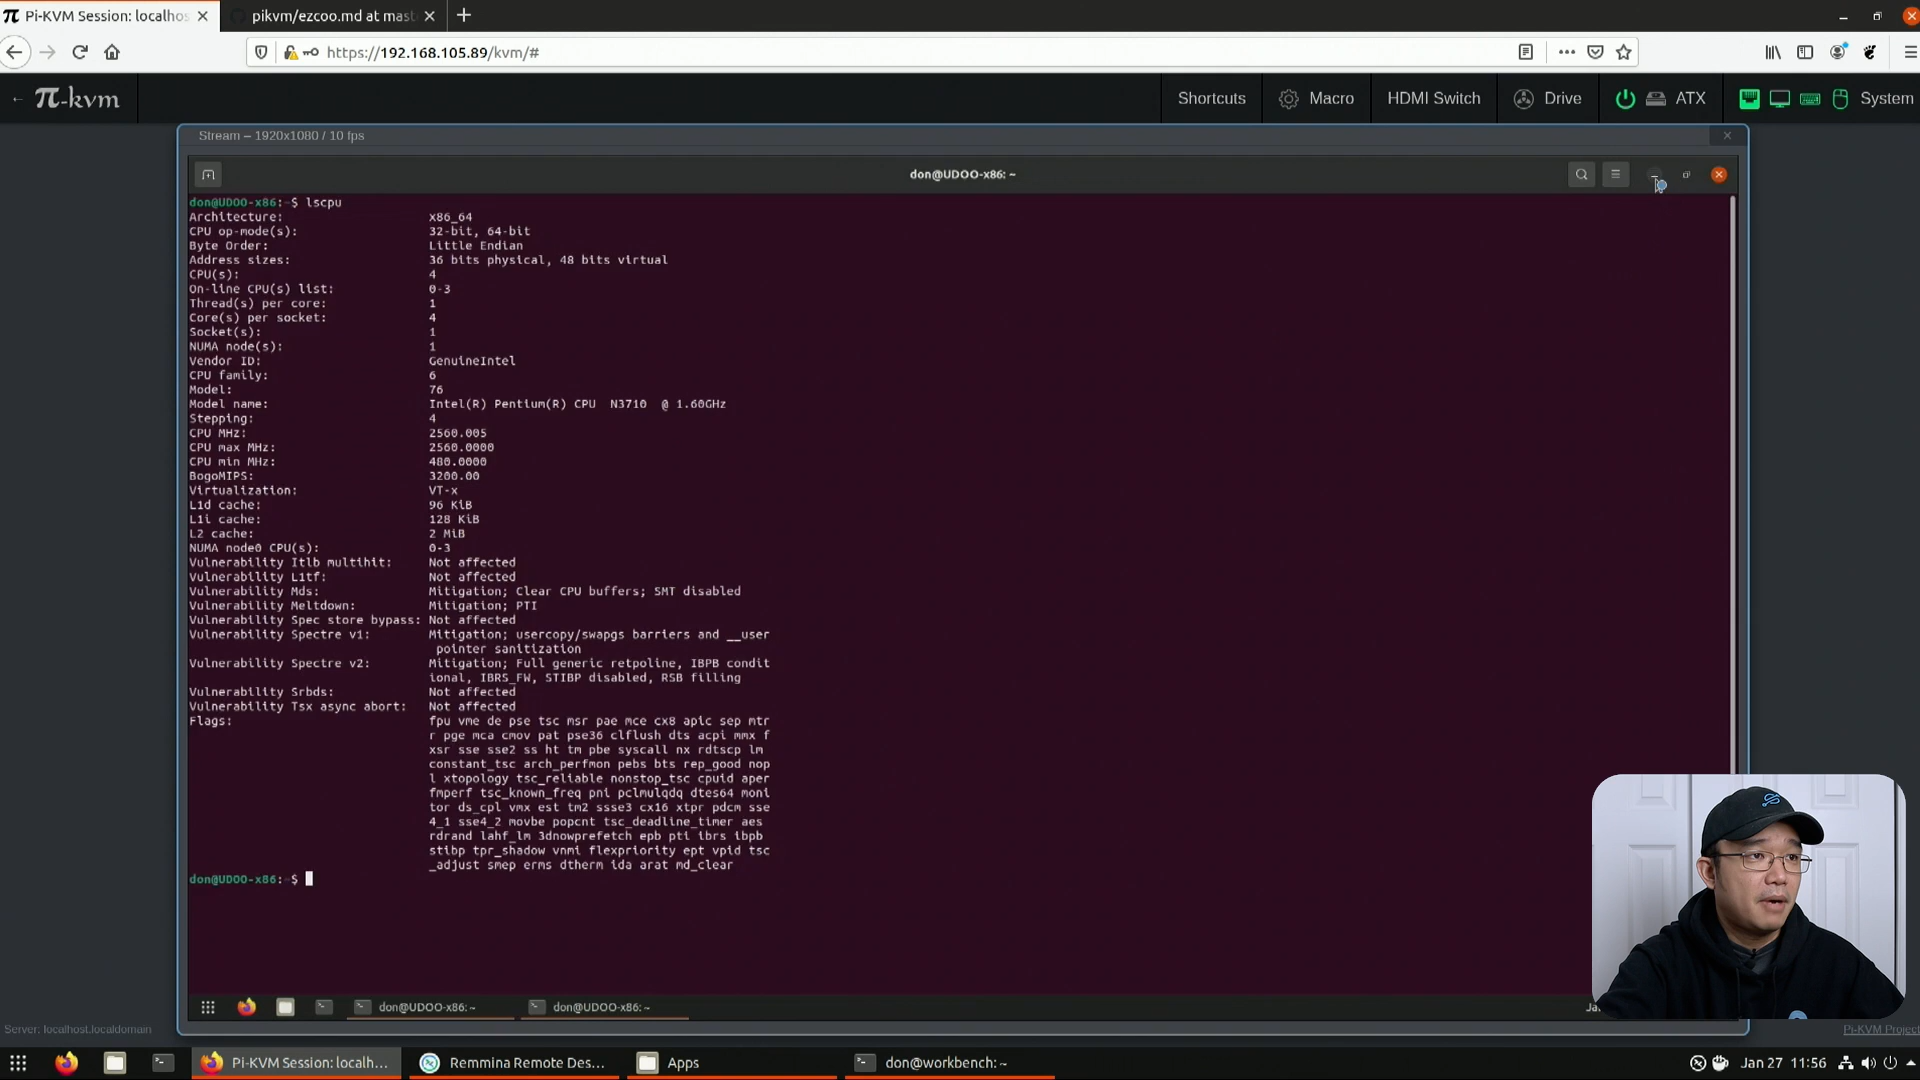 Pi-KVM Session: localhos
pikvm/ezcoo.md at mast
https://192.168.105.89/kvm/#
π-kvm
Shortcuts
Macro
HDMI Switch
Drive
ATX
System
Stream – 1920x1080 / 10 fps
don@UDOO-x86: ~
don@UDOO-x86:~$ lscpu
Architecture: x86_64
CPU op-mode(s): 32-bit, 64-bit
Byte Order: Little Endian
Address sizes: 36 bits physical, 48 bits virtual
CPU(s): 4
On-line CPU(s) list: 0-3
Thread(s) per core: 1
Core(s) per socket: 4
Socket(s): 1
NUMA node(s): 1
Vendor ID: GenuineIntel
CPU family: 6
Model: 76
Model name: Intel(R) Pentium(R) CPU N3710 @ 1.60GHz
Stepping: 4
CPU MHz: 2560.005
CPU max MHz: 2560.0000
CPU min MHz: 480.0000
BogoMIPS: 3200.00
Virtualization: VT-x
L1d cache: 96 KiB
L1i cache: 128 KiB
L2 cache: 2 MiB
NUMA node0 CPU(s): 0-3
Vulnerability Itlb multihit: Not affected
Vulnerability L1tf: Not affected
Vulnerability Mds: Mitigation; Clear CPU buffers; SMT disabled
Vulnerability Meltdown: Mitigation; PTI
Vulnerability Spec store bypass: Not affected
Vulnerability Spectre v1: Mitigation; usercopy/swapgs barriers and __user
pointer sanitization
Vulnerability Spectre v2: Mitigation; Full generic retpoline, IBPB condit
ional, IBRS_FW, STIBP disabled, RSB filling
Vulnerability Srbds: Not affected
Vulnerability Tsx async abort: Not affected
Flags: fpu vme de pse tsc msr pae mce cx8 apic sep mtr
r pge mca cmov pat pse36 clflush dts acpi mmx f
xsr sse sse2 ss ht tm pbe syscall nx rdtscp lm
constant_tsc arch_perfmon pebs bts rep_good nop
l xtopology tsc_reliable nonstop_tsc cpuid aper
fmperf tsc_known_freq pni pclmulqdq dtes64 moni
tor ds_cpl vmx est tm2 ssse3 cx16 xtpr pdcm sse
4_1 sse4_2 movbe popcnt tsc_deadline_timer aes
rdrand lahf_lm 3dnowprefetch epb pti ibrs ibpb
stibp tpr_shadow vnmi flexpriority ept vpid tsc
_adjust smep erms dtherm ida arat md_clear
don@UDOO-x86:~$
don@UDOO-x86: ~
don@UDOO-x86: ~
Ja
Server: localhost.localdomain
Pi-KVM Project
Pi-KVM Session: localh...
Remmina Remote Des...
Apps
don@workbench: ~
Jan 27 11:56